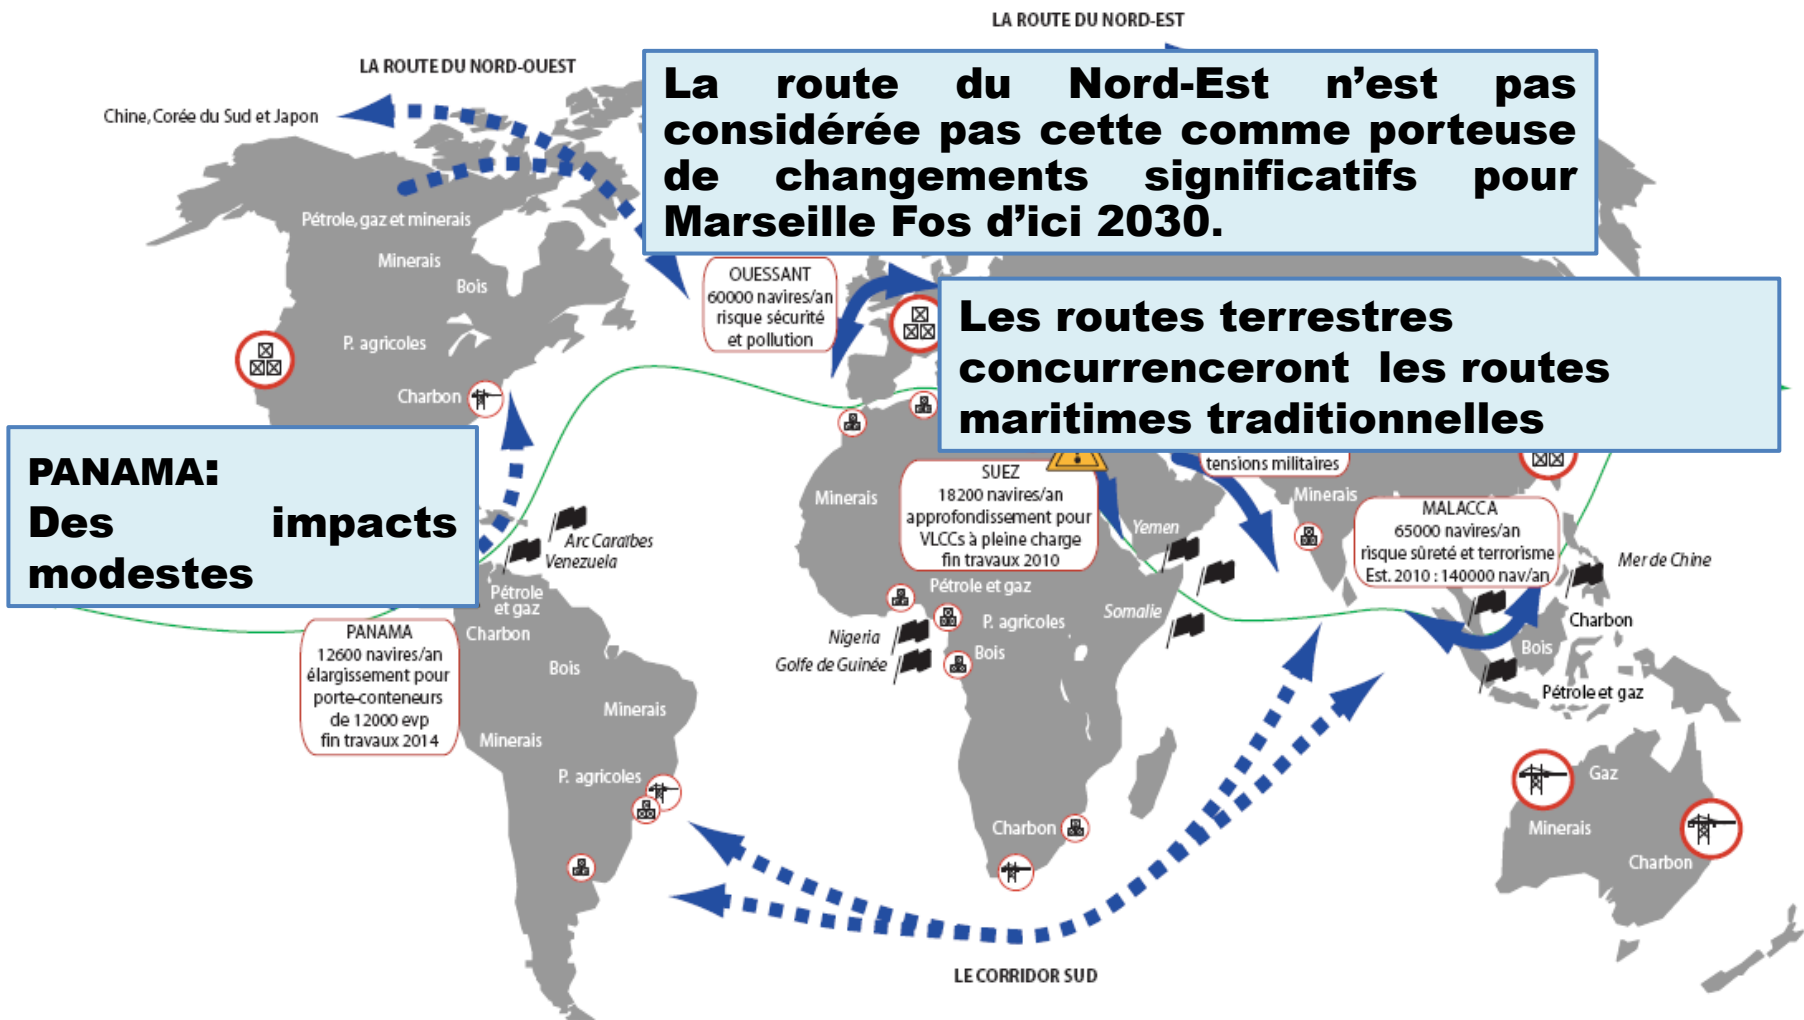 LA ROUTE DU NORD-EST
LA ROUTE DU NORD-OUEST
Chine, Corée du Sud et Japon
La route du Nord-Est n'est pas
considérée pas cette comme porteuse
de changements significatifs pour
Marseille Fos d'ici 2030.
Pétrole, gaz et minerais
Minerais
Bois
P. agricoles
Charbon
OUESSANT
60000 navires/an
risque sécurité
et pollution
Les routes terrestres
concurrenceront les routes
maritimes traditionnelles
PANAMA:
Des impacts
modestes
Arc Caraïbes
Venezuela
Pétrole
et gaz
Charbon
Bois
Minerais
Minerais
P. agricoles
PANAMA
12600 navires/an
élargissement pour
porte-conteneurs
de 12000 evp
fin travaux 2014
Minerais
SUEZ
18200 navires/an
approfondissement pour
VLCCs à pleine charge
fin travaux 2010
tensions militaires
Yemen
Minerais
MALACCA
65000 navires/an
risque sûreté et terrorisme
Est. 2010 : 140000 nav/an
Mer de Chine
Pétrole et gaz
P. agricoles
Bois
Somalie
Nigeria
Golfe de Guinée
Charbon
Bois
Pétrole et gaz
Charbon
Gaz
Minerais
Charbon
LE CORRIDOR SUD